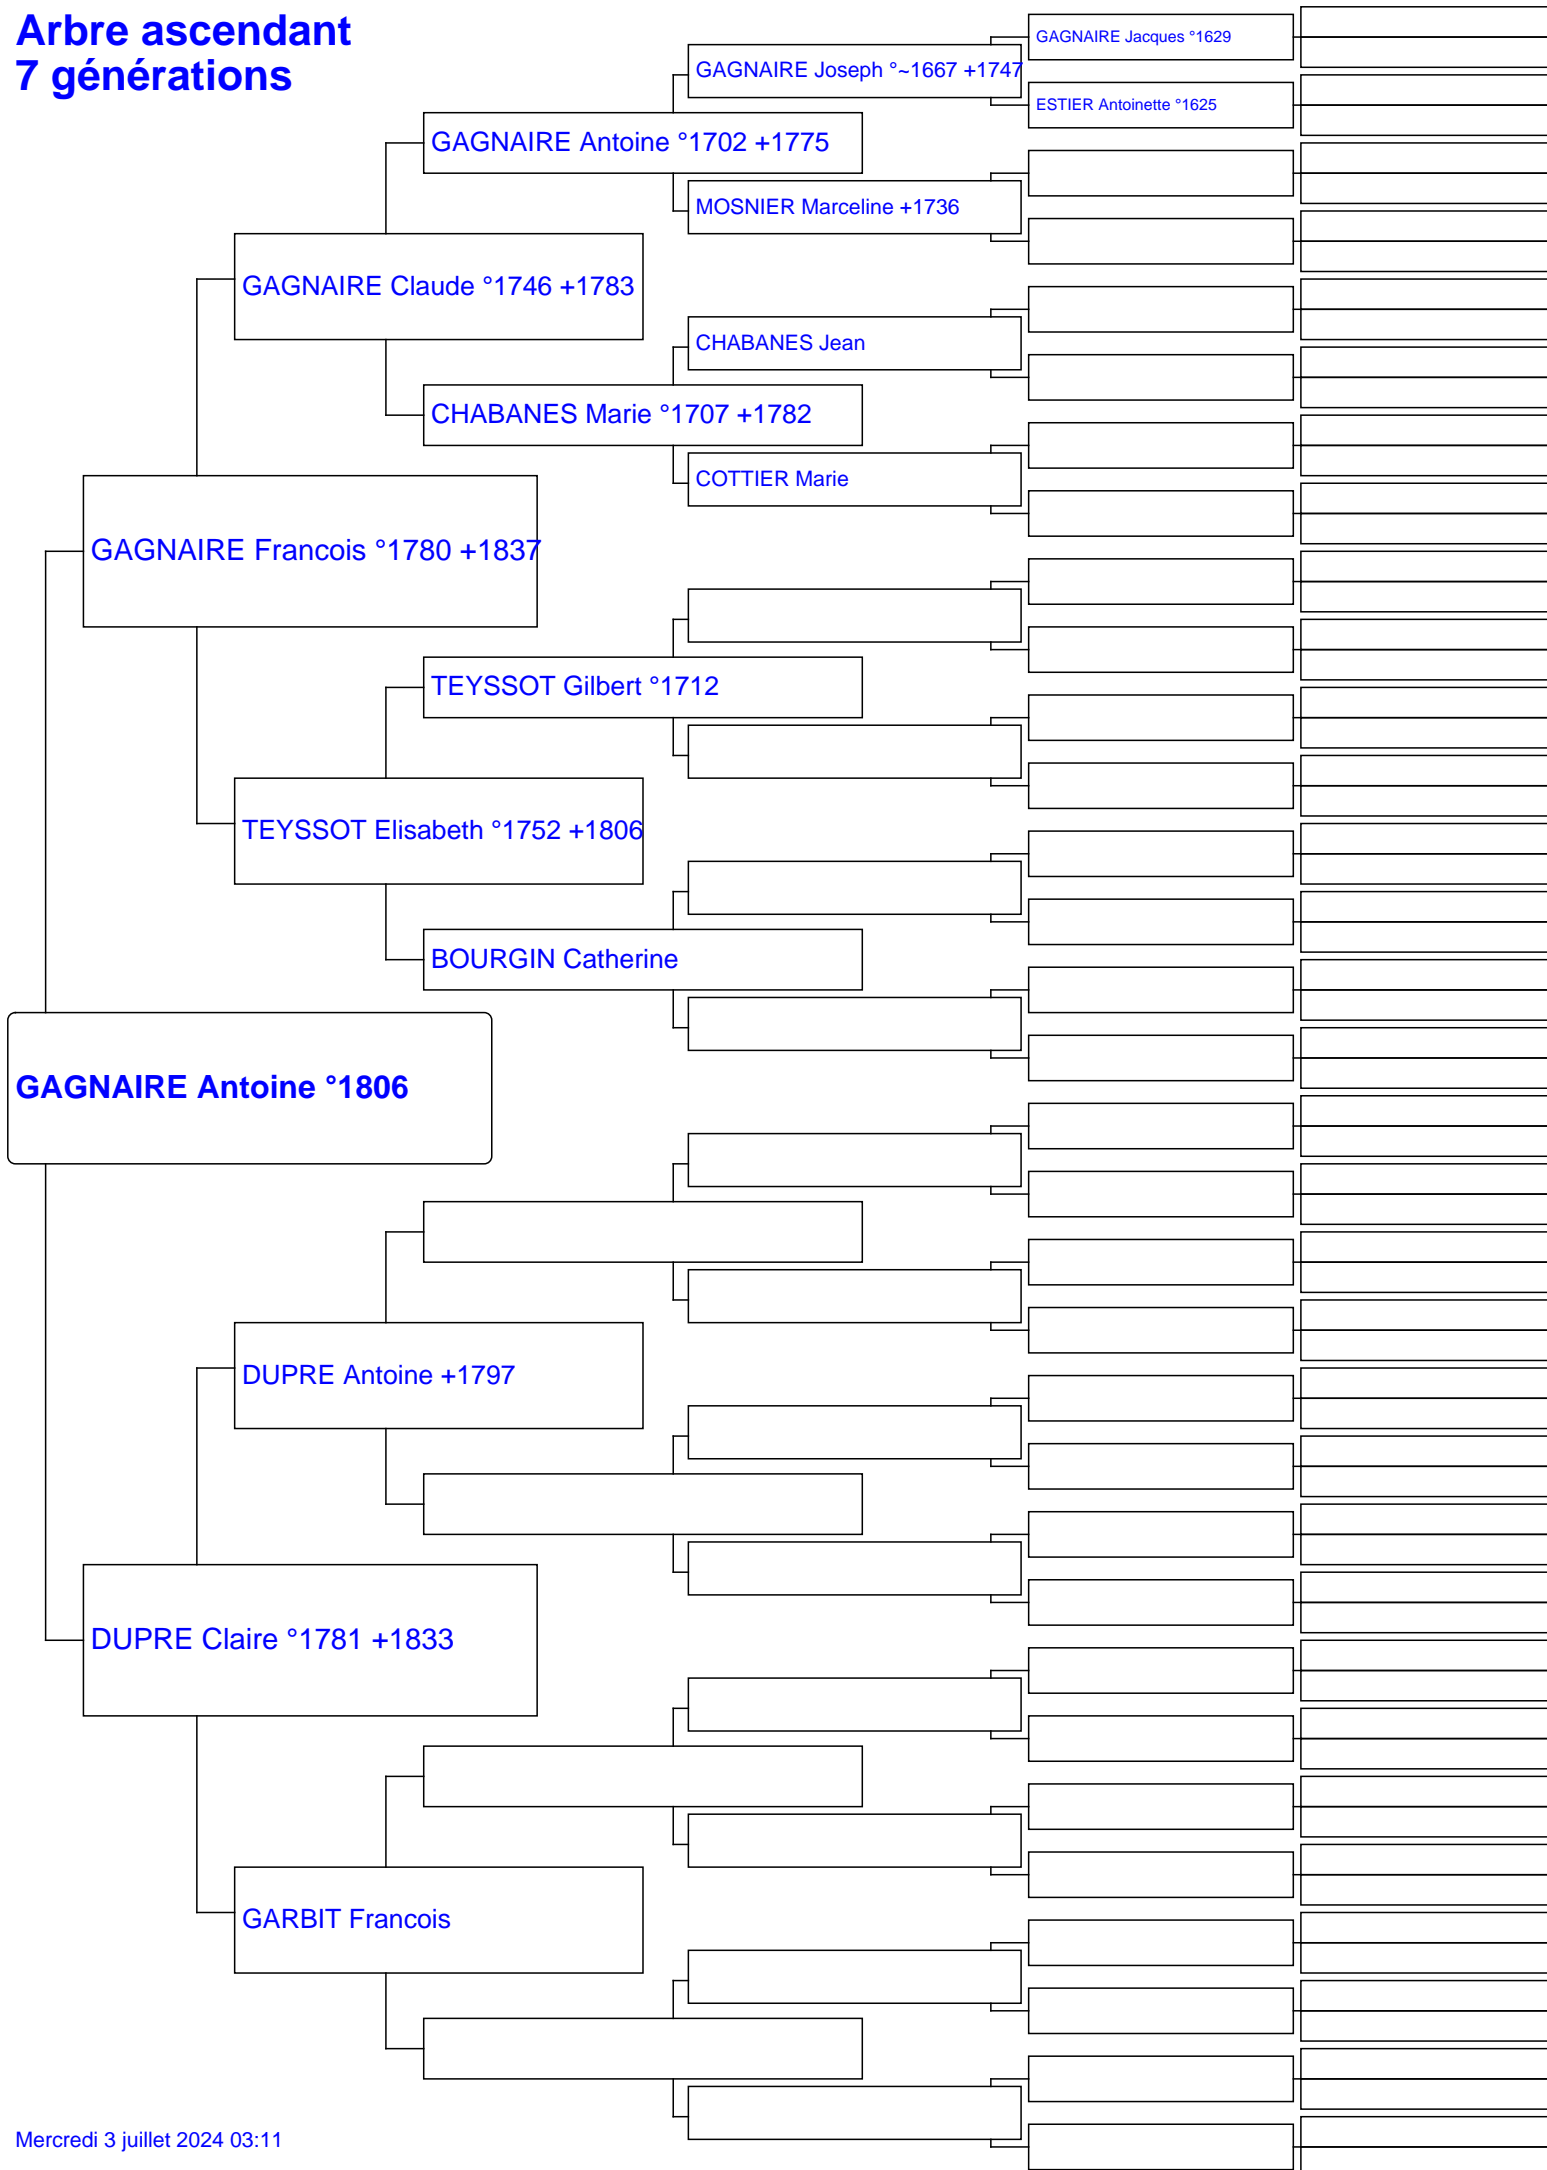 Arbre ascendant
7 générations
GAGNAIRE Jacques °1629
GAGNAIRE Joseph °~1667 +1747
ESTIER Antoinette °1625
GAGNAIRE Antoine °1702 +1775
MOSNIER Marceline +1736
GAGNAIRE Claude °1746 +1783
CHABANES Jean
CHABANES Marie °1707 +1782
COTTIER Marie
GAGNAIRE Francois °1780 +1837
TEYSSOT Gilbert °1712
TEYSSOT Elisabeth °1752 +1806
BOURGIN Catherine
GAGNAIRE Antoine °1806
DUPRE Antoine +1797
DUPRE Claire °1781 +1833
GARBIT Francois
Mercredi 3 juillet 2024 03:11